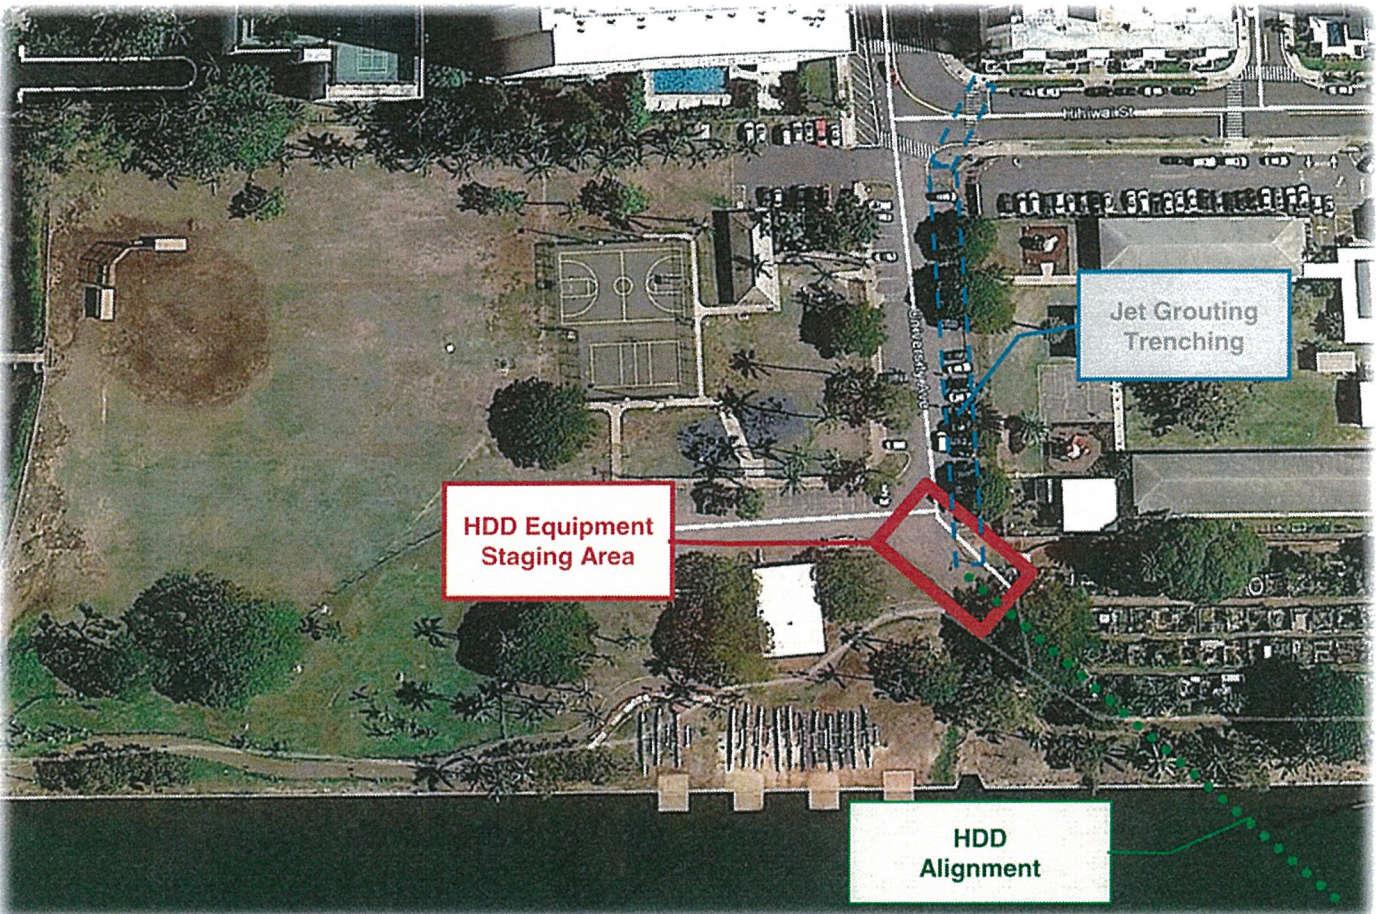 Hihiwai St
University Ave
Jet Grouting
Trenching
HDD Equipment
Staging Area
HDD
Alignment